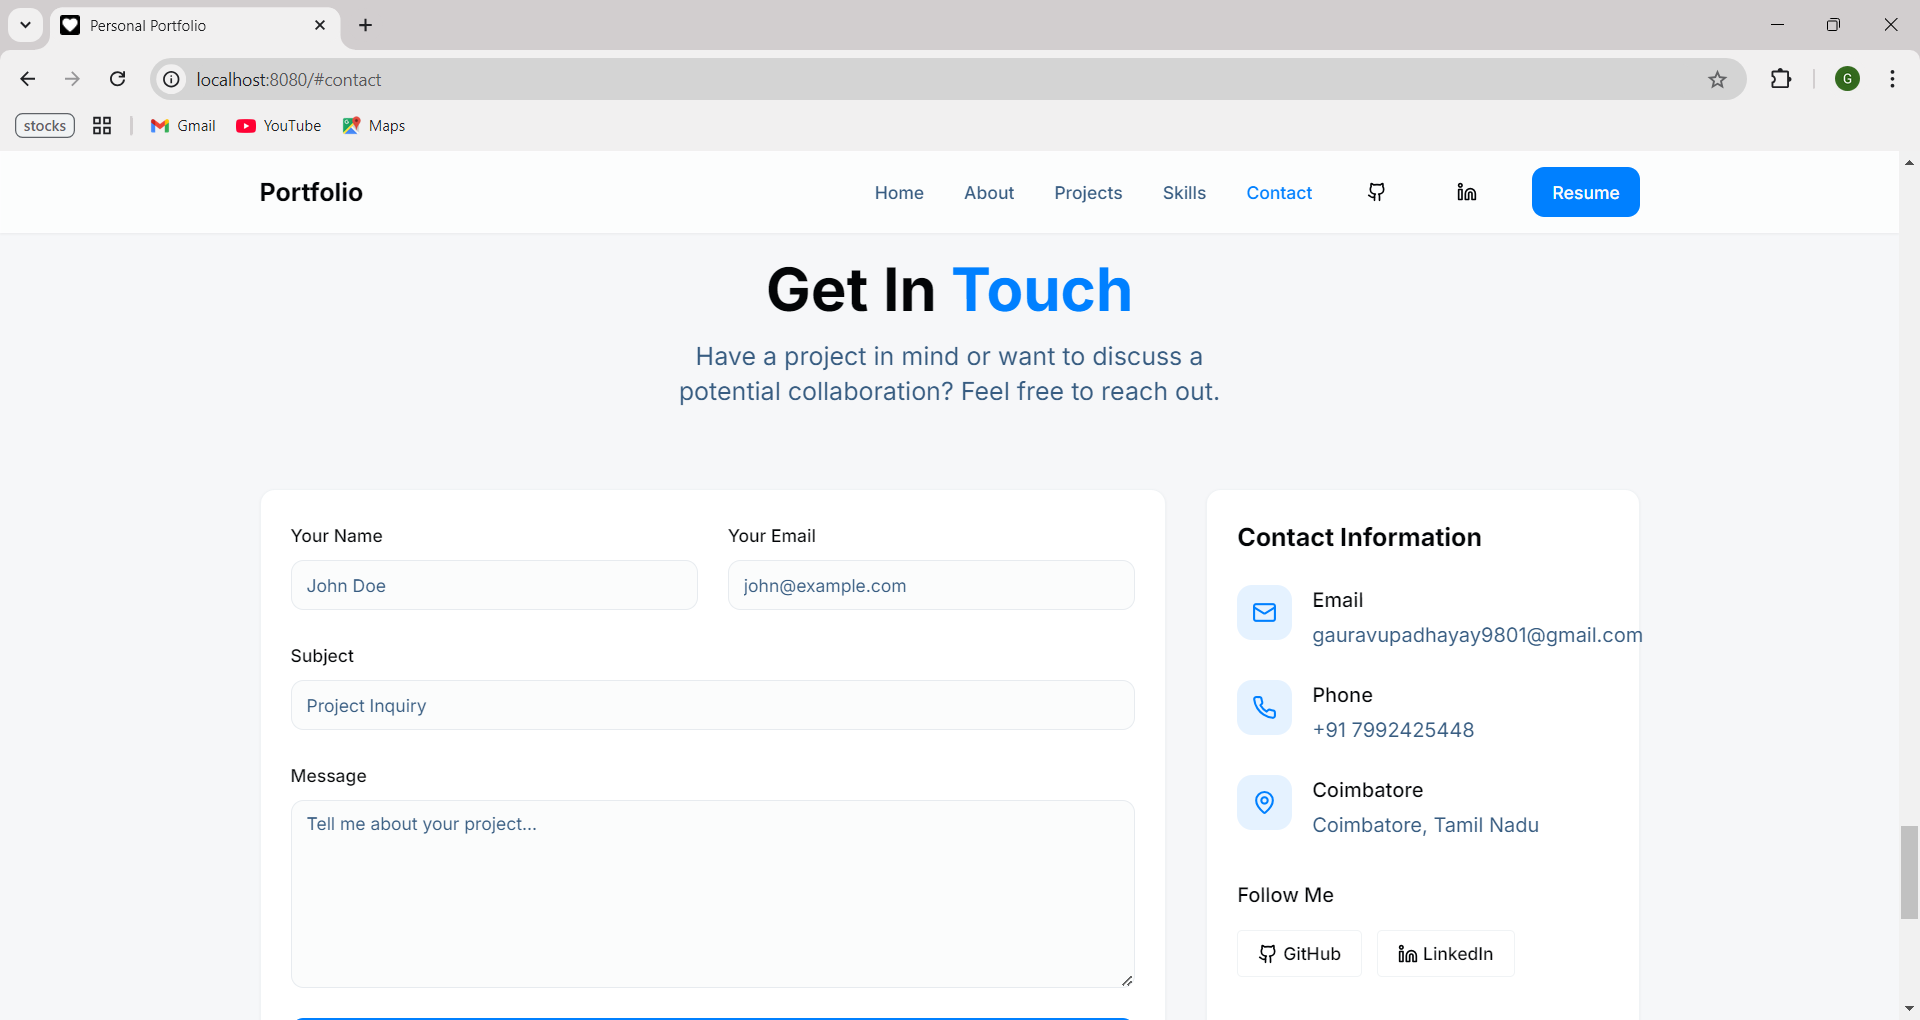 Personal Portfolio
localhost:8080/#contact
G
stocks
Gmail
YouTube
Maps
Portfolio
Home
About
Projects
Skills
Contact
Resume
Get In Touch
Have a project in mind or want to discuss a
potential collaboration? Feel free to reach out.
Your Name
Your Email
John Doe
john@example.com
Subject
Project Inquiry
Message
Tell me about your project...
Contact Information
Email
gauravupadhayay9801@gmail.com
Phone
+91 7992425448
Coimbatore
Coimbatore, Tamil Nadu
Follow Me
GitHub
LinkedIn